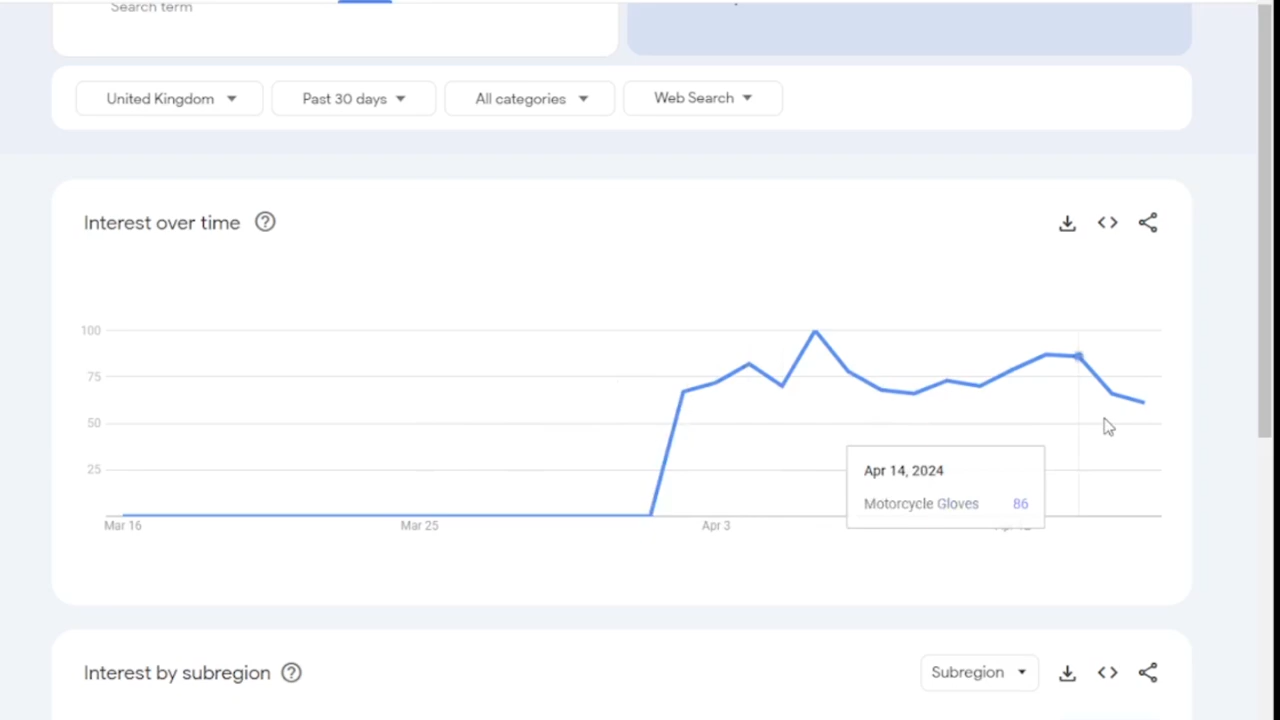 Search term
United Kingdom
Past 30 days
All categories
Web Search
Interest over time
100
75
50
25
Apr 14, 2024
Motorcycle Gloves 86
Mar 16
Mar 25
Apr 3
Interest by subregion
Subregion